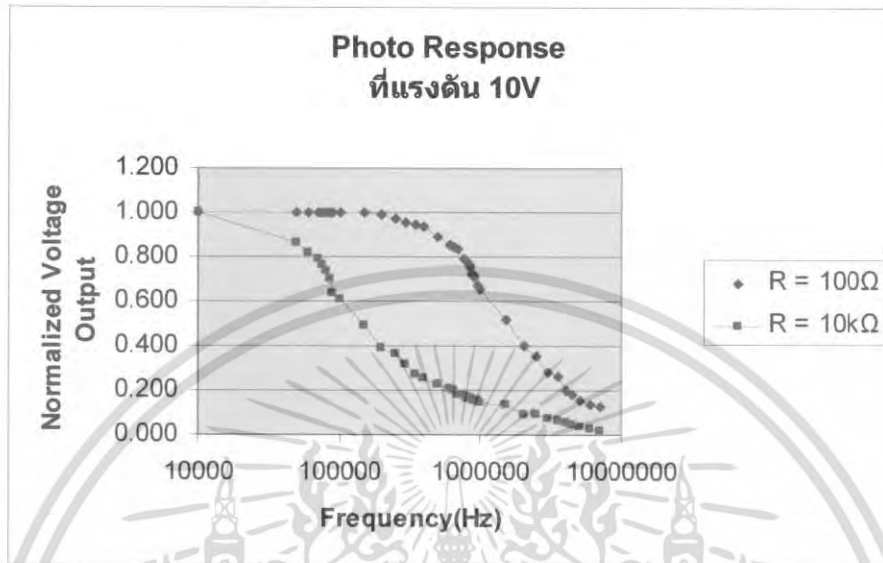 Photo Response
ที่แรงดัน 10V
Normalized Voltage
Output
1.200
1.000
0.800
0.600
0.400
0.200
0.000
10000
100000
1000000
10000000
Frequency(Hz)
R = 100Ω
R = 10kΩ